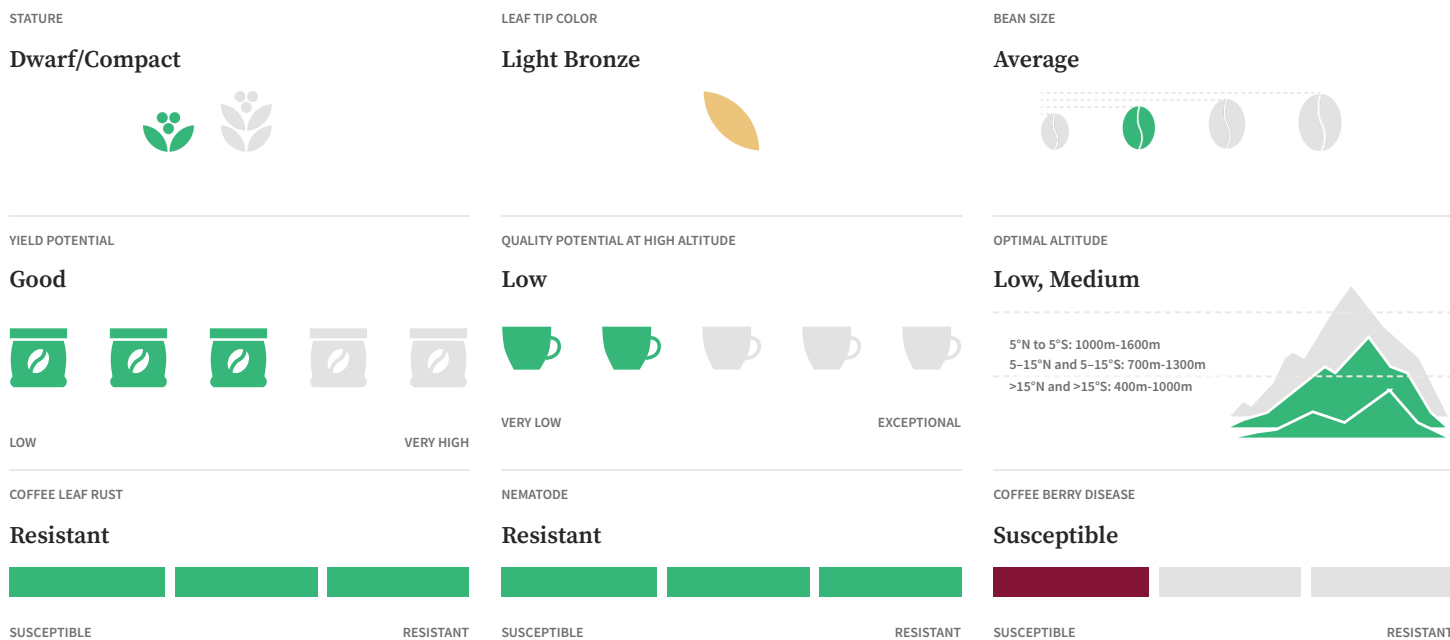 STATURE
Dwarf/Compact
LEAF TIP COLOR
Light Bronze
BEAN SIZE
Average
YIELD POTENTIAL
Good
LOW
VERY HIGH
QUALITY POTENTIAL AT HIGH ALTITUDE
Low
VERY LOW
EXCEPTIONAL
OPTIMAL ALTITUDE
Low, Medium
5°N to 5°S: 1000m-1600m
5–15°N and 5–15°S: 700m-1300m
>15°N and >15°S: 400m-1000m
COFFEE LEAF RUST
Resistant
SUSCEPTIBLE
RESISTANT
NEMATODE
Resistant
SUSCEPTIBLE
RESISTANT
COFFEE BERRY DISEASE
Susceptible
SUSCEPTIBLE
RESISTANT